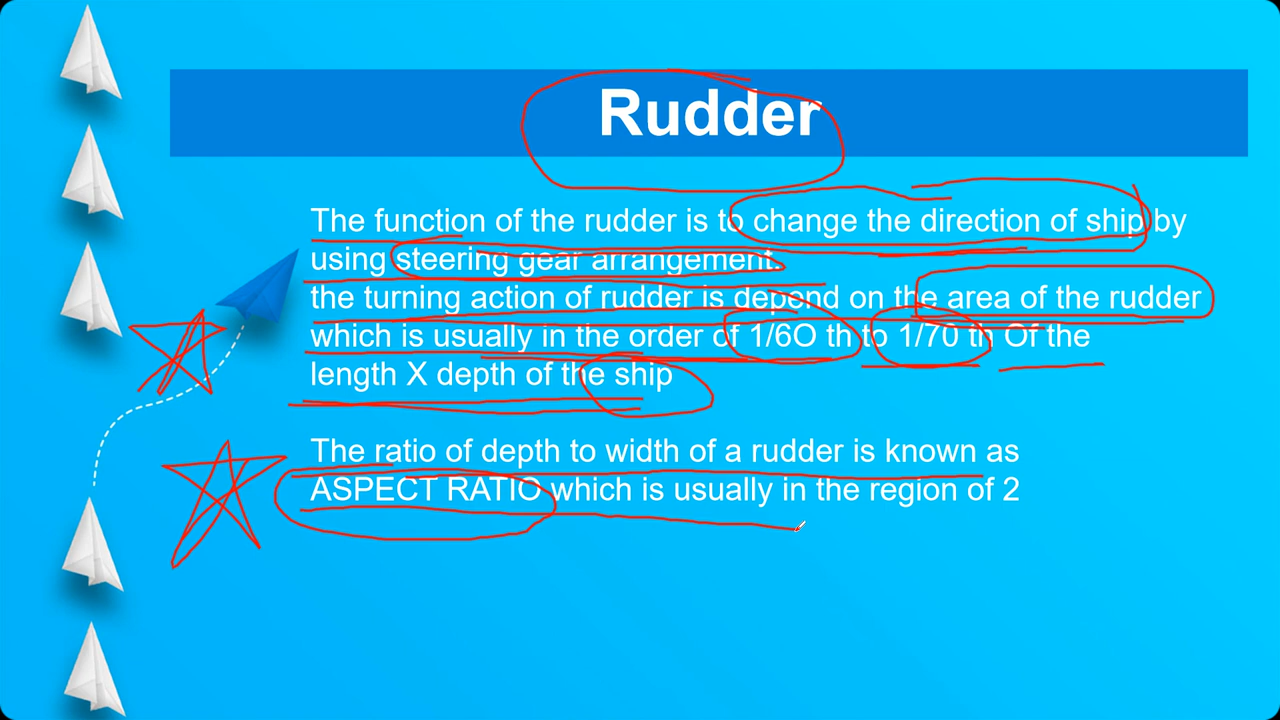 Rudder
The function of the rudder is to change the direction of ship by
using steering gear arrangement.
the turning action of rudder is depend on the area of the rudder
which is usually in the order of 1/6O th to 1/70 th Of the
length X depth of the ship
The ratio of depth to width of a rudder is known as
ASPECT RATIO which is usually in the region of 2